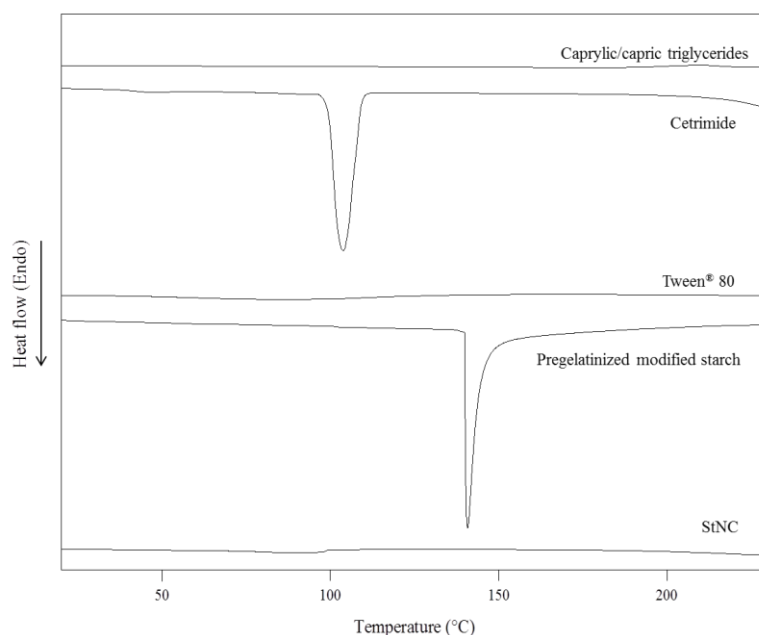 Caprylic/capric triglycerides
Cetrimide
Heat flow (Endo)
Tween® 80
Pregelatinized modified starch
StNC
50
100
150
200
Temperature (°C)